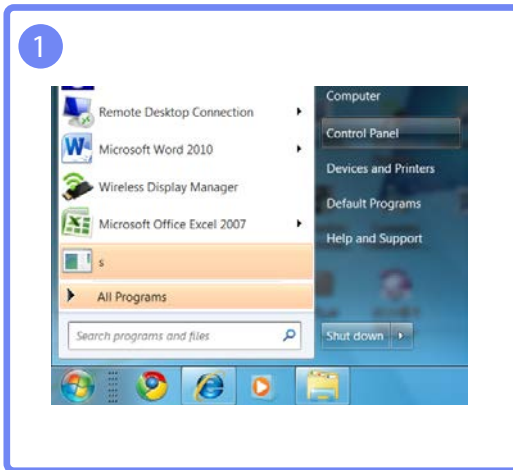 1
Remote Desktop Connection
Microsoft Word 2010
Wireless Display Manager
Microsoft Office Excel 2007
s
All Programs
Search programs and files
Computer
Control Panel
Devices and Printers
Default Programs
Help and Support
Shut down